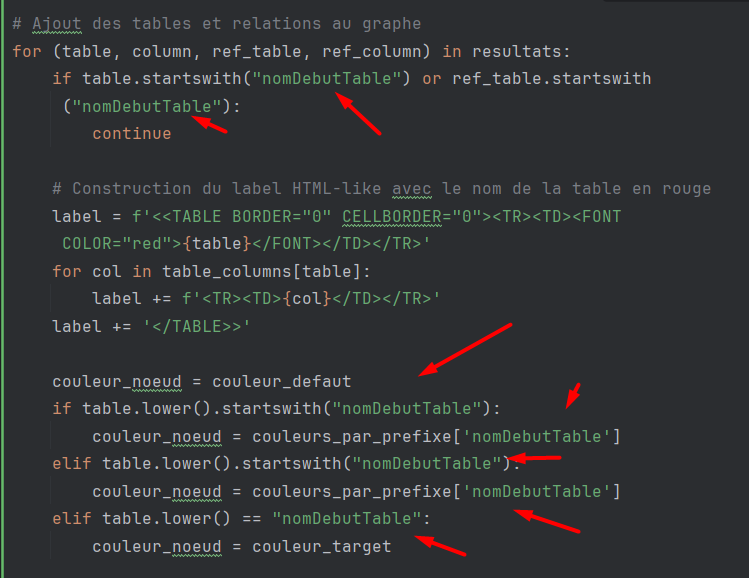 # Ajout des tables et relations au graphe
for (table, column, ref_table, ref_column) in resultats:
    if table.startswith("nomDebutTable") or ref_table.startswith
     ("nomDebutTable"):
        continue

    # Construction du label HTML-like avec le nom de la table en rouge
    label = f'<<TABLE BORDER="0" CELLBORDER="0"><TR><TD><FONT
     COLOR="red">{table}</FONT></TD></TR>'
    for col in table_columns[table]:
        label += f'<TR><TD>{col}</TD></TR>'
    label += '</TABLE>>'

    couleur_noeud = couleur_defaut
    if table.lower().startswith("nomDebutTable"):
        couleur_noeud = couleurs_par_prefixe['nomDebutTable']
    elif table.lower().startswith("nomDebutTable"):
        couleur_noeud = couleurs_par_prefixe['nomDebutTable']
    elif table.lower() == "nomDebutTable":
        couleur_noeud = couleur_target